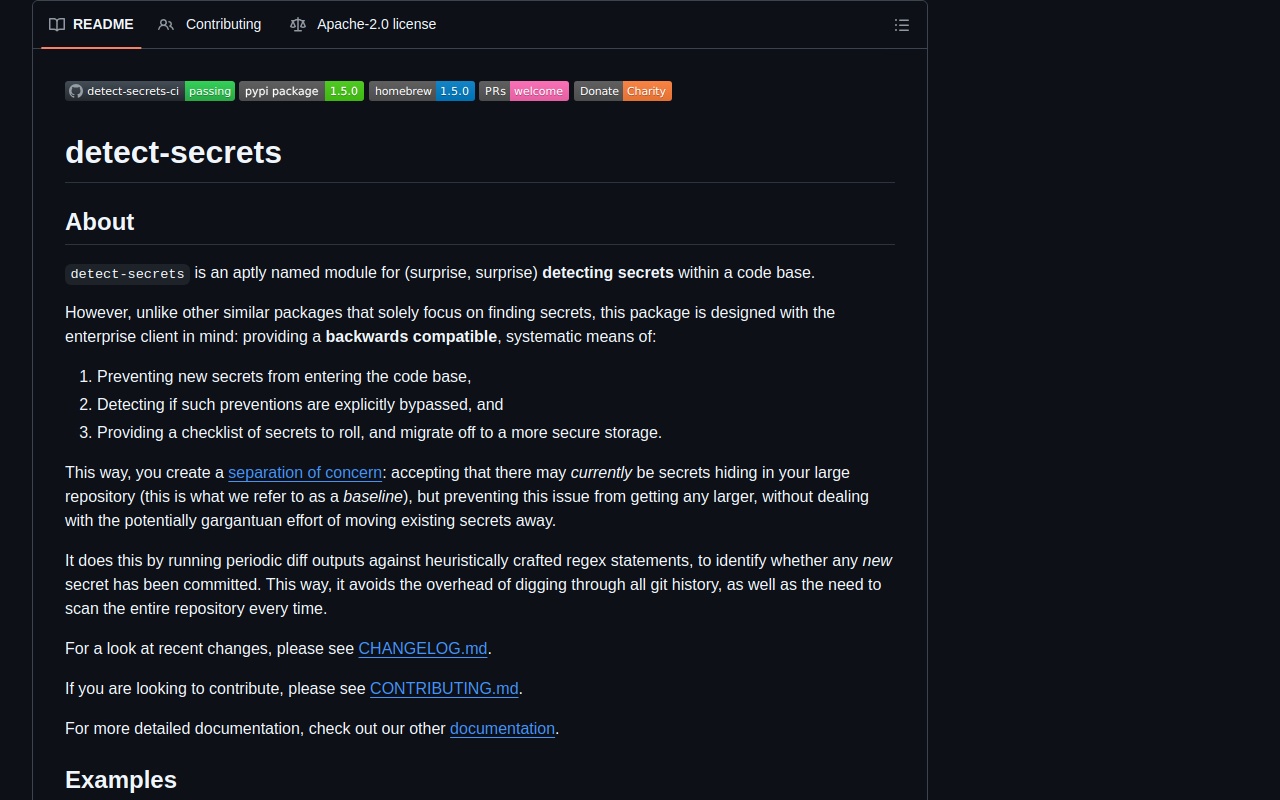 README Contributing Apache-2.0 license
detect-secrets-ci passing pypi package 1.5.0 homebrew 1.5.0 PRs welcome Donate Charity
detect-secrets
About
detect-secrets is an aptly named module for (surprise, surprise) detecting secrets within a code base.
However, unlike other similar packages that solely focus on finding secrets, this package is designed with the
enterprise client in mind: providing a backwards compatible, systematic means of:
1. Preventing new secrets from entering the code base,
2. Detecting if such preventions are explicitly bypassed, and
3. Providing a checklist of secrets to roll, and migrate off to a more secure storage.
This way, you create a separation of concern: accepting that there may currently be secrets hiding in your large
repository (this is what we refer to as a baseline), but preventing this issue from getting any larger, without dealing
with the potentially gargantuan effort of moving existing secrets away.
It does this by running periodic diff outputs against heuristically crafted regex statements, to identify whether any new
secret has been committed. This way, it avoids the overhead of digging through all git history, as well as the need to
scan the entire repository every time.
For a look at recent changes, please see CHANGELOG.md.
If you are looking to contribute, please see CONTRIBUTING.md.
For more detailed documentation, check out our other documentation.
Examples